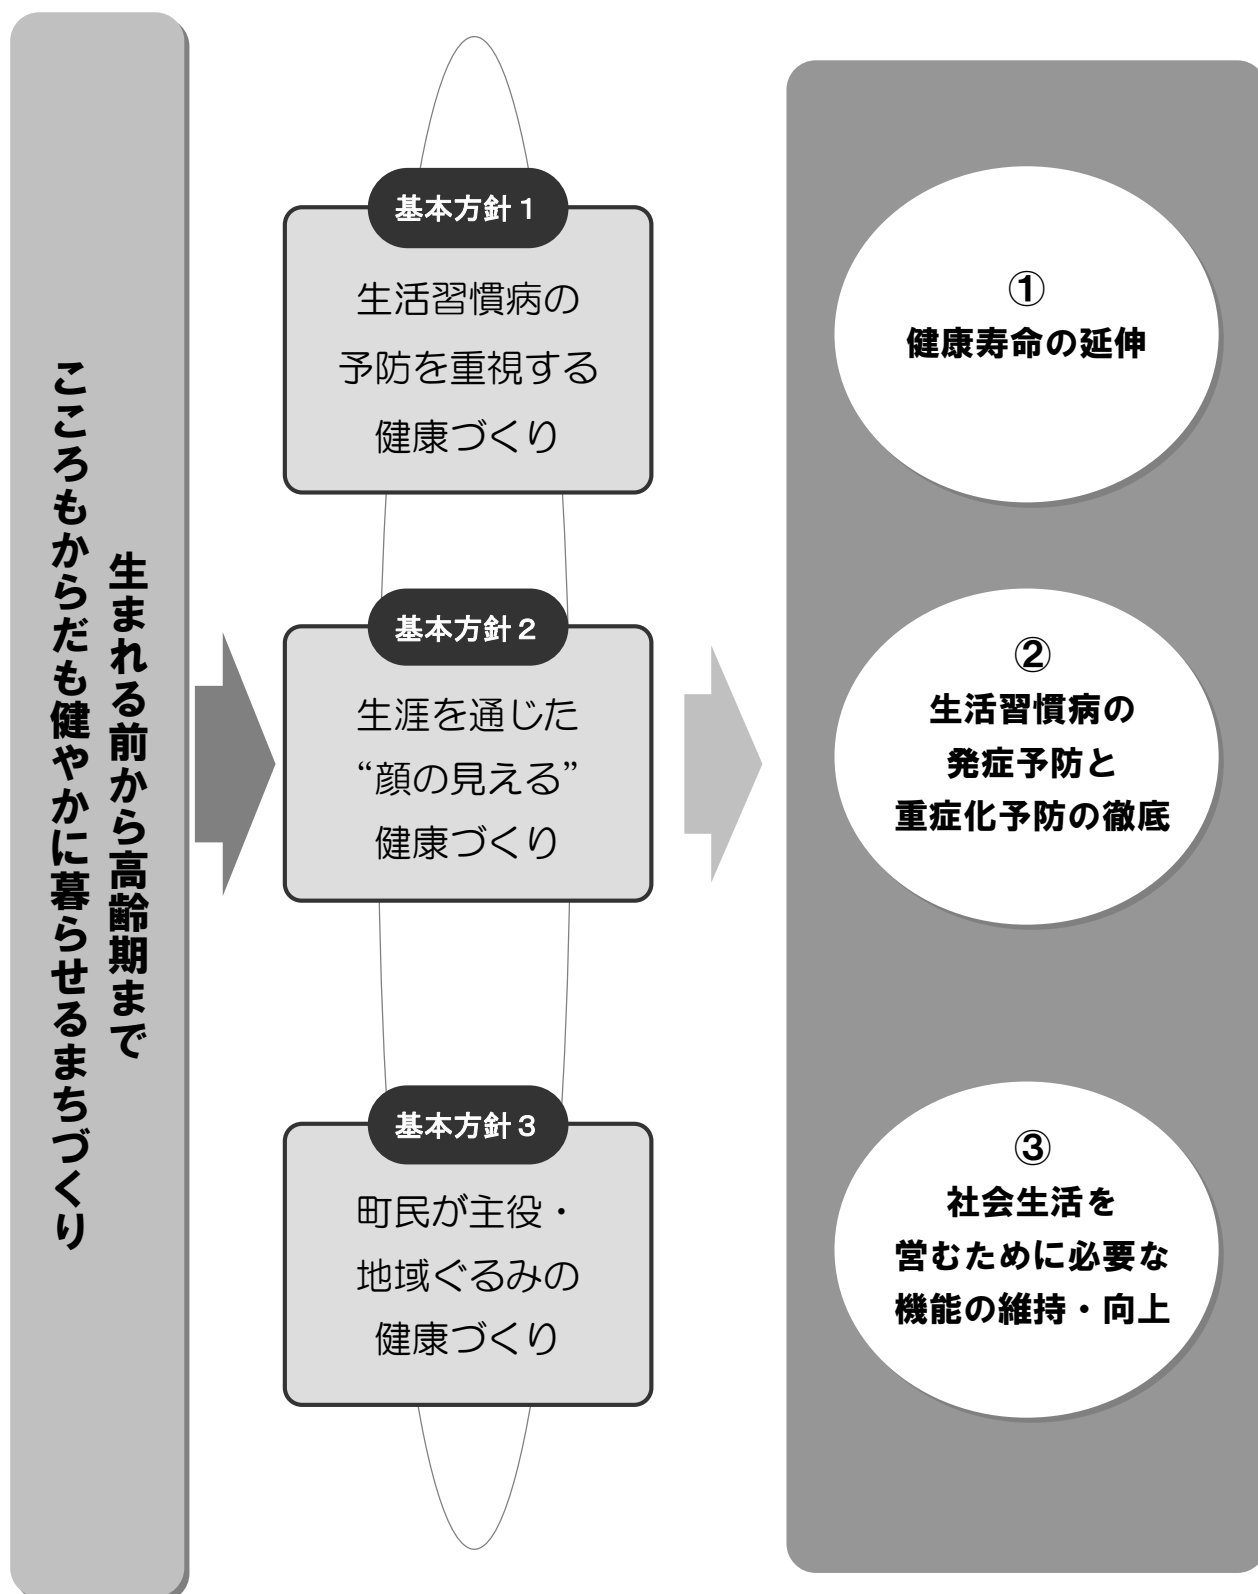 生まれる前から高齢期まで
こころもからだも健やかに暮らせるまちづくり
基本方針１
生活習慣病の
予防を重視する
健康づくり
基本方針２
生涯を通じた
“顔の見える”
健康づくり
基本方針３
町民が主役・
地域ぐるみの
健康づくり
①
健康寿命の延伸
②
生活習慣病の
発症予防と
重症化予防の徹底
③
社会生活を
営むために必要な
機能の維持・向上